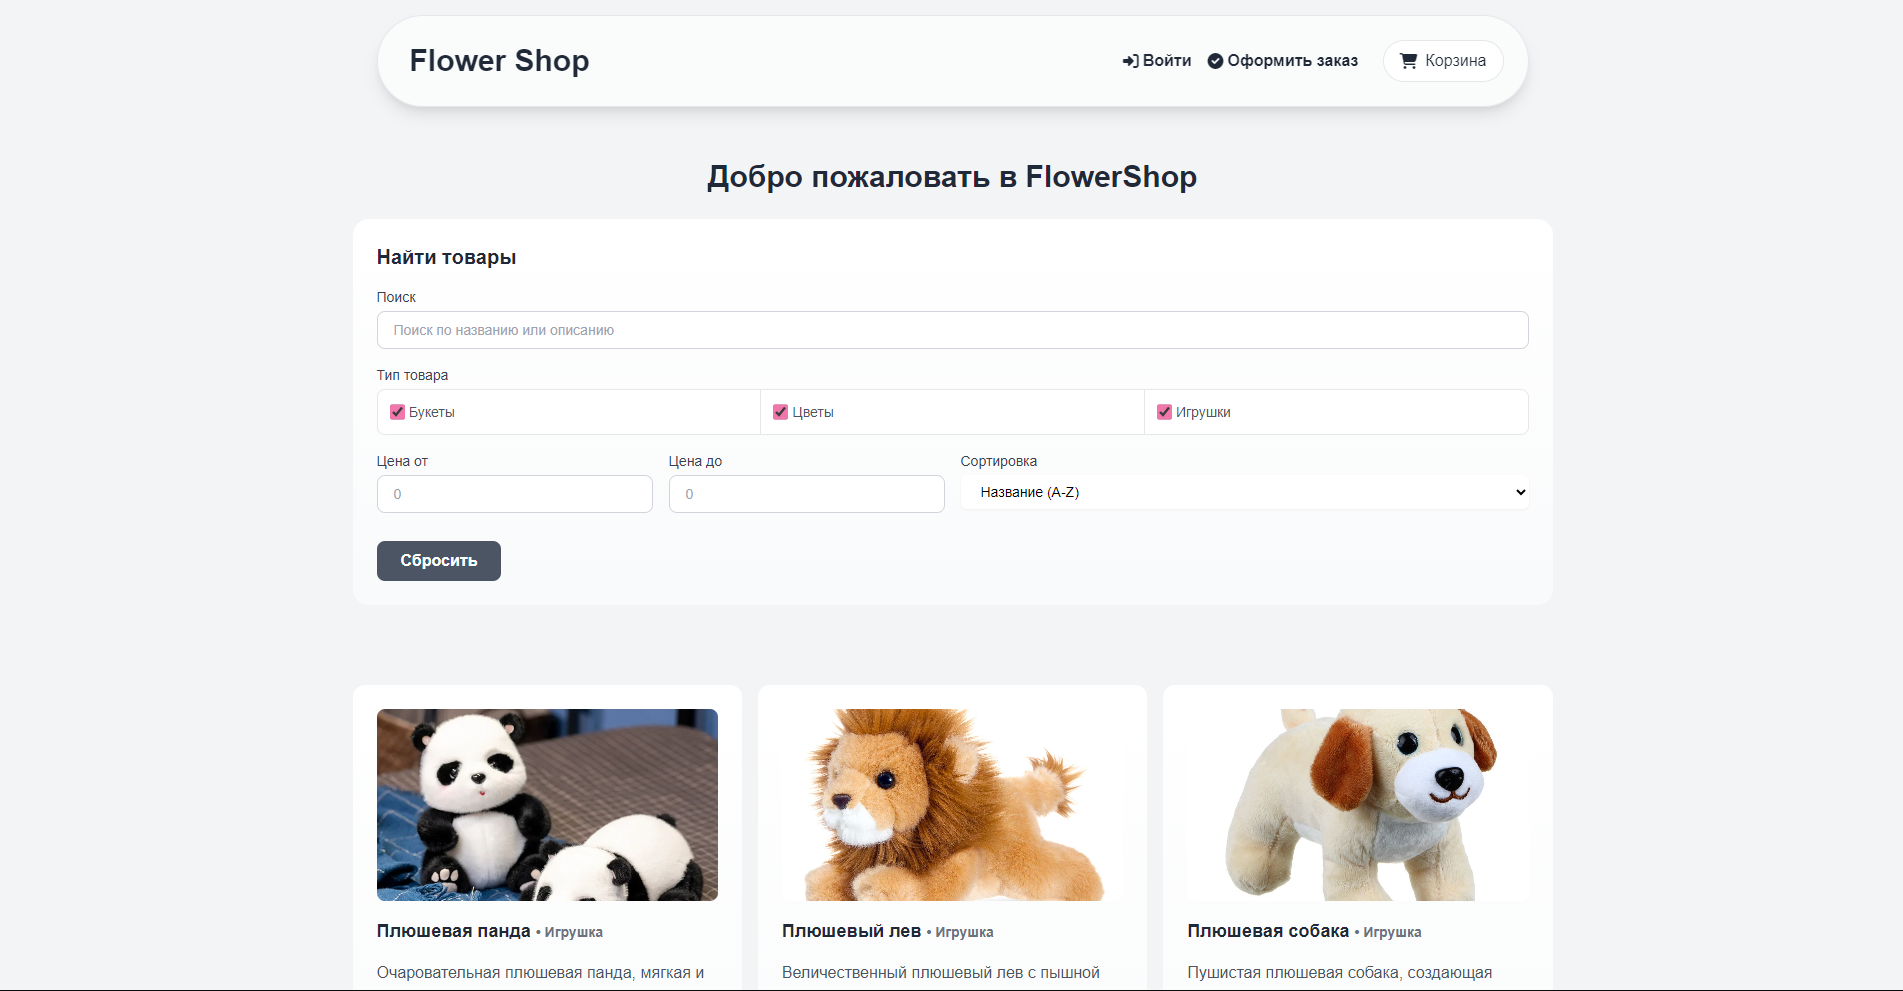 Flower Shop
Войти
Оформить заказ
Корзина
Добро пожаловать в FlowerShop
Найти товары
Поиск
Поиск по названию или описанию
Тип товара
Букеты
Цветы
Игрушки
Цена от
Цена до
Сортировка
0
0
Название (A-Z)
Сбросить
Плюшевая панда • Игрушка
Очаровательная плюшевая панда, мягкая и
Плюшевый лев • Игрушка
Величественный плюшевый лев с пышной
Плюшевая собака • Игрушка
Пушистая плюшевая собака, создающая